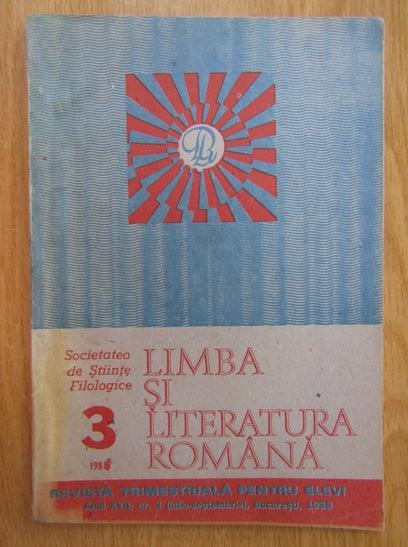 Societatea
de Științe
Filologice
3
1988
LIMBA
ȘI
LITERATURA
ROMÂNĂ
REVISTĂ TRIMESTRIALĂ PENTRU ELEVI
Anul XVII, nr. 3 (iulie-septembrie), București, 1988